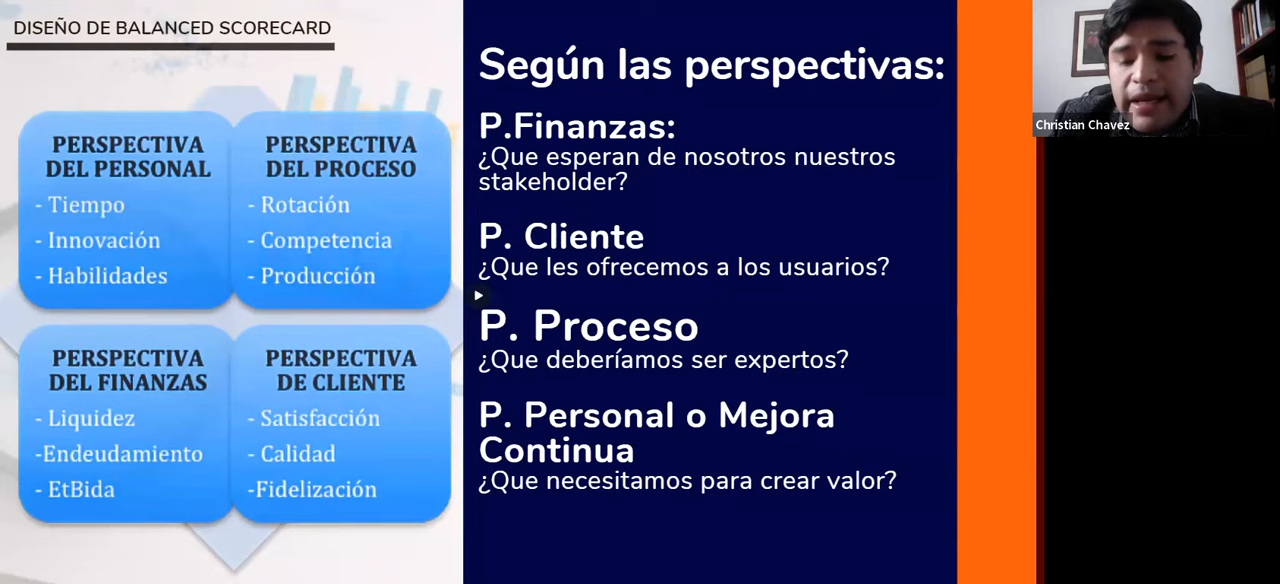 DISEÑO DE BALANCED SCORECARD
PERSPECTIVA
DEL PERSONAL
- Tiempo
- Innovación
- Habilidades
PERSPECTIVA
DEL PROCESO
- Rotación
- Competencia
- Producción
PERSPECTIVA
DEL FINANZAS
- Liquidez
-Endeudamiento
- EtBida
PERSPECTIVA
DE CLIENTE
- Satisfacción
- Calidad
-Fidelización
Según las perspectivas:
P.Finanzas:
¿Que esperan de nosotros nuestros
stakeholder?
P. Cliente
¿Que les ofrecemos a los usuarios?
P. Proceso
¿Que deberíamos ser expertos?
P. Personal o Mejora
Continua
¿Que necesitamos para crear valor?
Christian Chavez